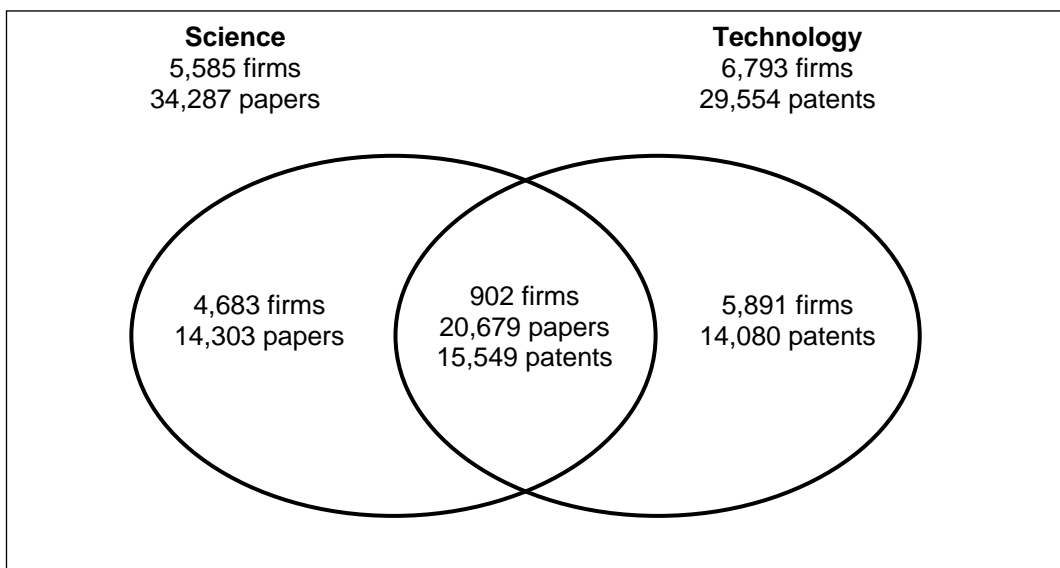 Science
5,585 firms
34,287 papers
Technology
6,793 firms
29,554 patents
4,683 firms
14,303 papers
902 firms
20,679 papers
15,549 patents
5,891 firms
14,080 patents